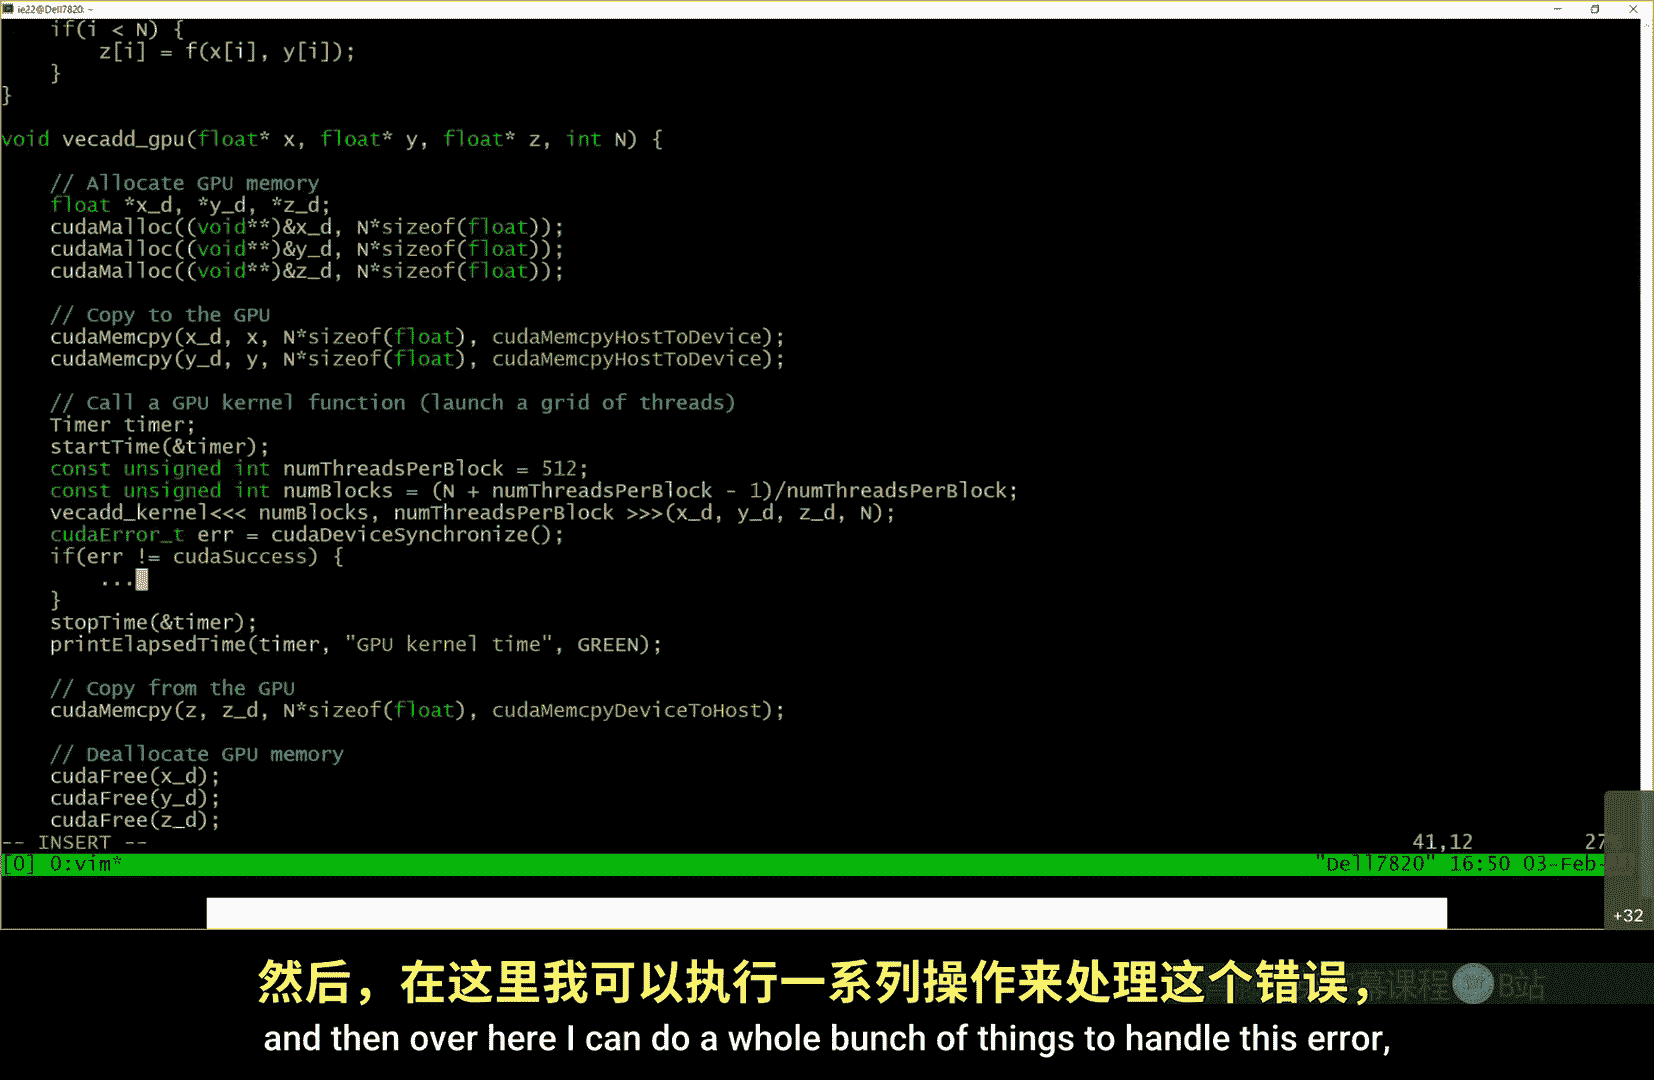 ie22@Dell7820: ~
    if(i < N) {
        z[i] = f(x[i], y[i]);
    }
}
void vecadd_gpu(float* x, float* y, float* z, int N) {
    // Allocate GPU memory
    float *x_d, *y_d, *z_d;
    cudaMalloc((void**)&x_d, N*sizeof(float));
    cudaMalloc((void**)&y_d, N*sizeof(float));
    cudaMalloc((void**)&z_d, N*sizeof(float));
    // Copy to the GPU
    cudaMemcpy(x_d, x, N*sizeof(float), cudaMemcpyHostToDevice);
    cudaMemcpy(y_d, y, N*sizeof(float), cudaMemcpyHostToDevice);
    // Call a GPU kernel function (launch a grid of threads)
    Timer timer;
    startTime(&timer);
    const unsigned int numThreadsPerBlock = 512;
    const unsigned int numBlocks = (N + numThreadsPerBlock - 1)/numThreadsPerBlock;
    vecadd_kernel<<< numBlocks, numThreadsPerBlock >>>(x_d, y_d, z_d, N);
    cudaError_t err = cudaDeviceSynchronize();
    if(err != cudaSuccess) {
        ...
    }
    stopTime(&timer);
    printElapsedTime(timer, "GPU kernel time", GREEN);
    // Copy from the GPU
    cudaMemcpy(z, z_d, N*sizeof(float), cudaMemcpyDeviceToHost);
    // Deallocate GPU memory
    cudaFree(x_d);
    cudaFree(y_d);
    cudaFree(z_d);
-- INSERT -- 41,12 27
[0] 0:vim* "Dell7820" 16:50 03-Feb-
+32
然后，在这里我可以执行一系列操作来处理这个错误，
幕课程 B站
and then over here I can do a whole bunch of things to handle this error,